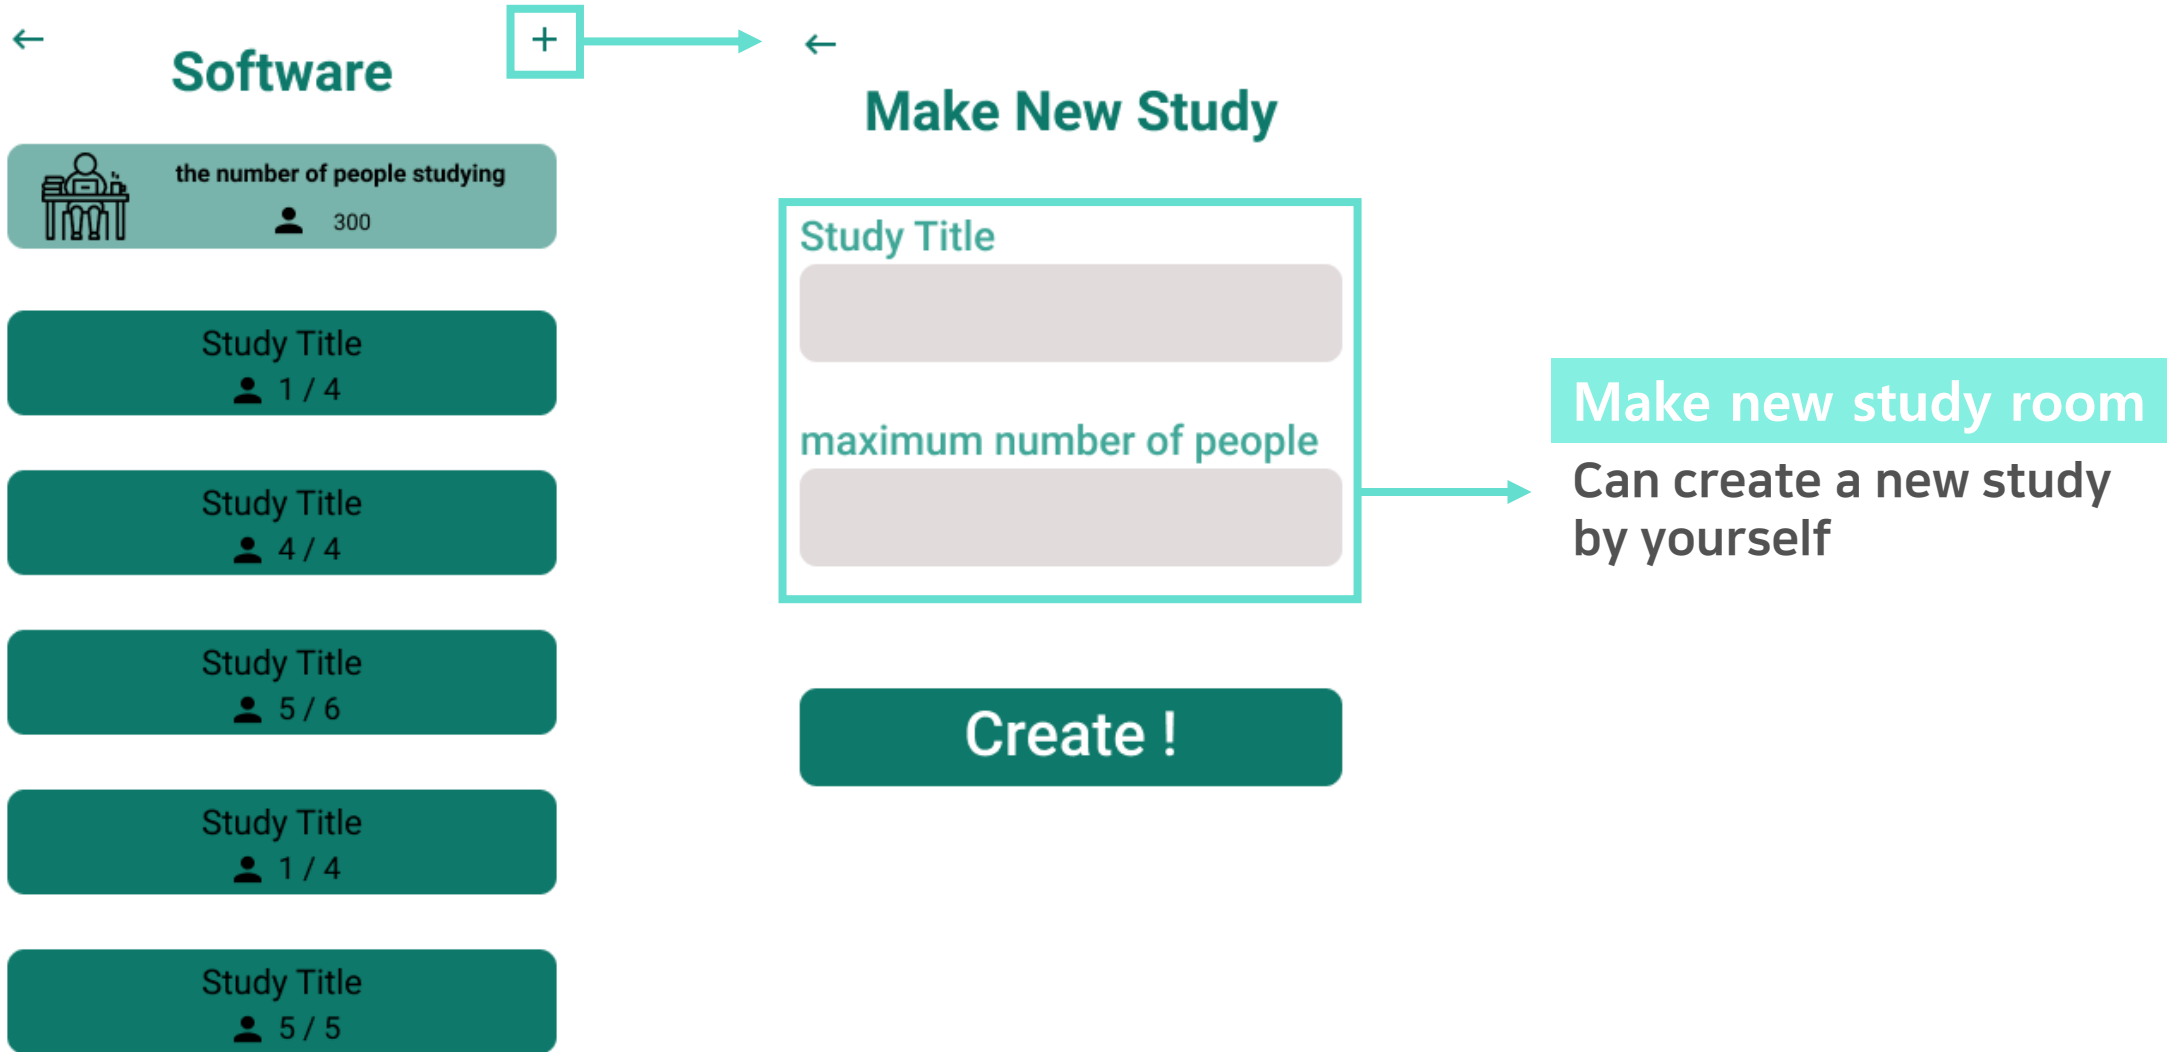 Software
the number of people studying
300
Study Title
1 / 4
Study Title
4 / 4
Study Title
5 / 6
Study Title
1 / 4
Study Title
5 / 5
Make New Study
Study Title
maximum number of people
Create !
Make new study room
Can create a new study
by yourself